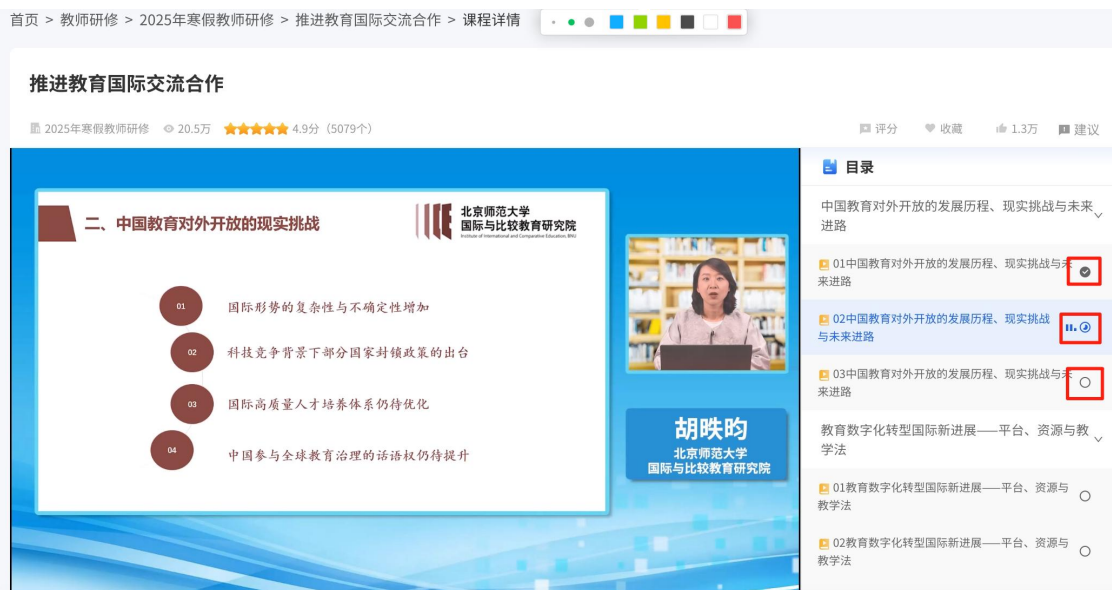 首页 > 教师研修 > 2025年寒假教师研修 > 推进教育国际交流合作 > 课程详情
推进教育国际交流合作
2025年寒假教师研修 20.5万 4.9分（5079个）
评分 收藏 1.3万 建议
二、中国教育对外开放的现实挑战
北京师范大学
国际与比较教育研究院
Institute of International and Comparative Education, BNU
01 国际形势的复杂性与不确定性增加
02 科技竞争背景下部分国家封锁政策的出台
03 国际高质量人才培养体系仍待优化
04 中国参与全球教育治理的话语权仍待提升
胡昳昀
北京师范大学
国际与比较教育研究院
目录
中国教育对外开放的发展历程、现实挑战与未来
进路
01中国教育对外开放的发展历程、现实挑战与未
来进路
02中国教育对外开放的发展历程、现实挑战
与未来进路
03中国教育对外开放的发展历程、现实挑战与未
来进路
教育数字化转型国际新进展——平台、资源与教
学法
01教育数字化转型国际新进展——平台、资源与
教学法
02教育数字化转型国际新进展——平台、资源与
教学法